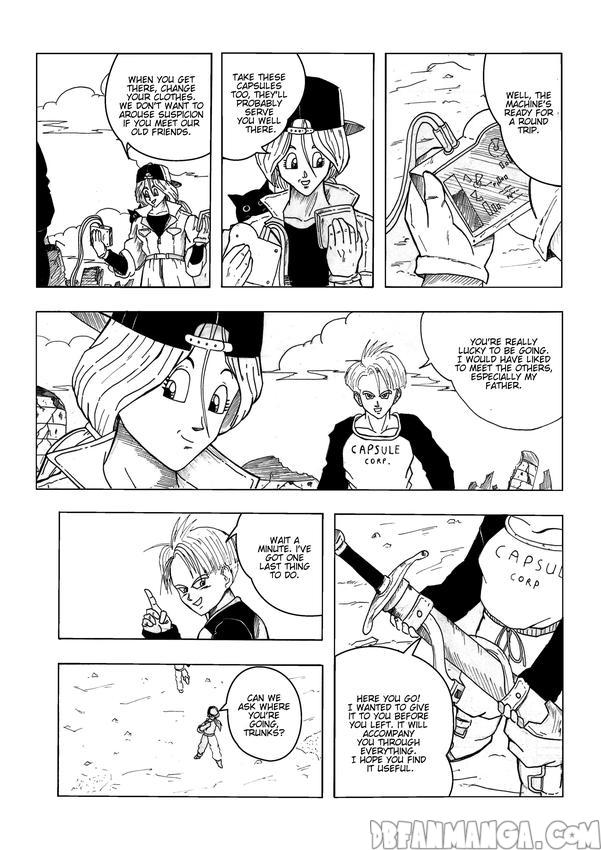 WELL, THE
MACHINE'S
READY FOR
A ROUND
TRIP.
TAKE THESE
CAPSULES
TOO, THEY'LL
PROBABLY
SERVE
YOU WELL
THERE.
WHEN YOU GET
THERE, CHANGE
YOUR CLOTHES.
WE DON'T WANT TO
AROUSE SUSPICION
IF YOU MEET OUR
OLD FRIENDS.
YOU'RE REALLY
LUCKY TO BE GOING.
I WOULD HAVE LIKED
TO MEET THE OTHERS,
ESPECIALLY MY
FATHER.
CAPSULE
CORP.
CAPSUL
CORP
HERE YOU GO!
I WANTED TO GIVE
IT TO YOU BEFORE
YOU LEFT. IT WILL
ACCOMPANY
YOU THROUGH
EVERYTHING.
I HOPE YOU FIND
IT USEFUL.
WAIT A
MINUTE. I'VE
GOT ONE
LAST THING
TO DO.
CAN WE
ASK WHERE
YOU'RE
GOING,
TRUNKS?
DBFANMANGA.COM